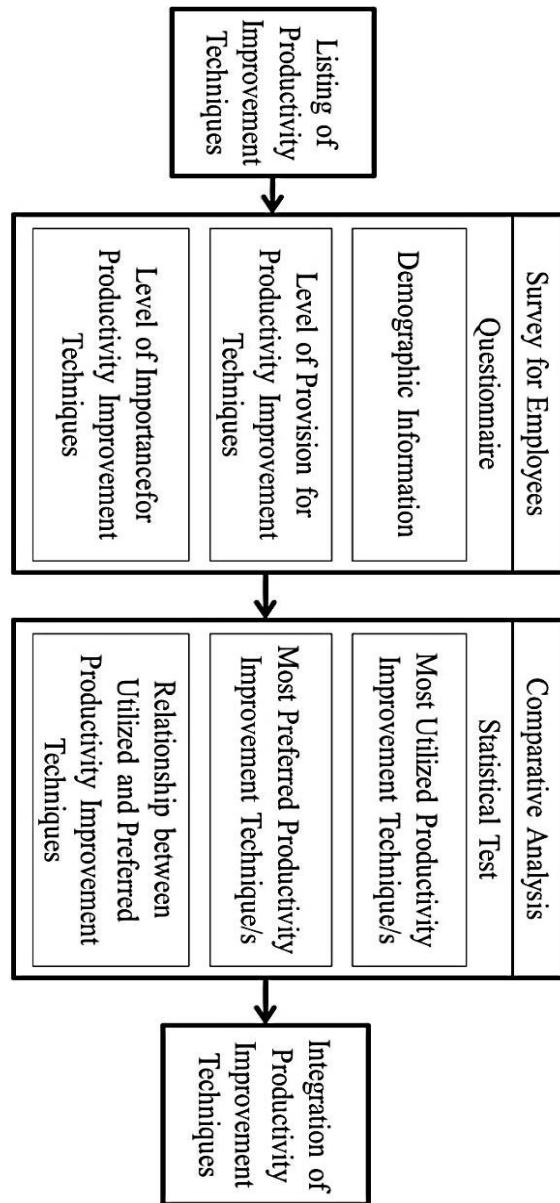 Listing of
Productivity
Improvement
Techniques
Survey for Employees
Questionnaire
Demographic Information
Level of Provision for
Productivity Improvement
Techniques
Level of Importancefor
Productivity Improvement
Techniques
Comparative Analysis
Statistical Test
Most Utilized Productivity
Improvement Technique/s
Most Preferred Productivity
Improvement Technique/s
Relationship between
Utilized and Preferred
Productivity Improvement
Techniques
Integration of
Productivity
Improvement
Techniques